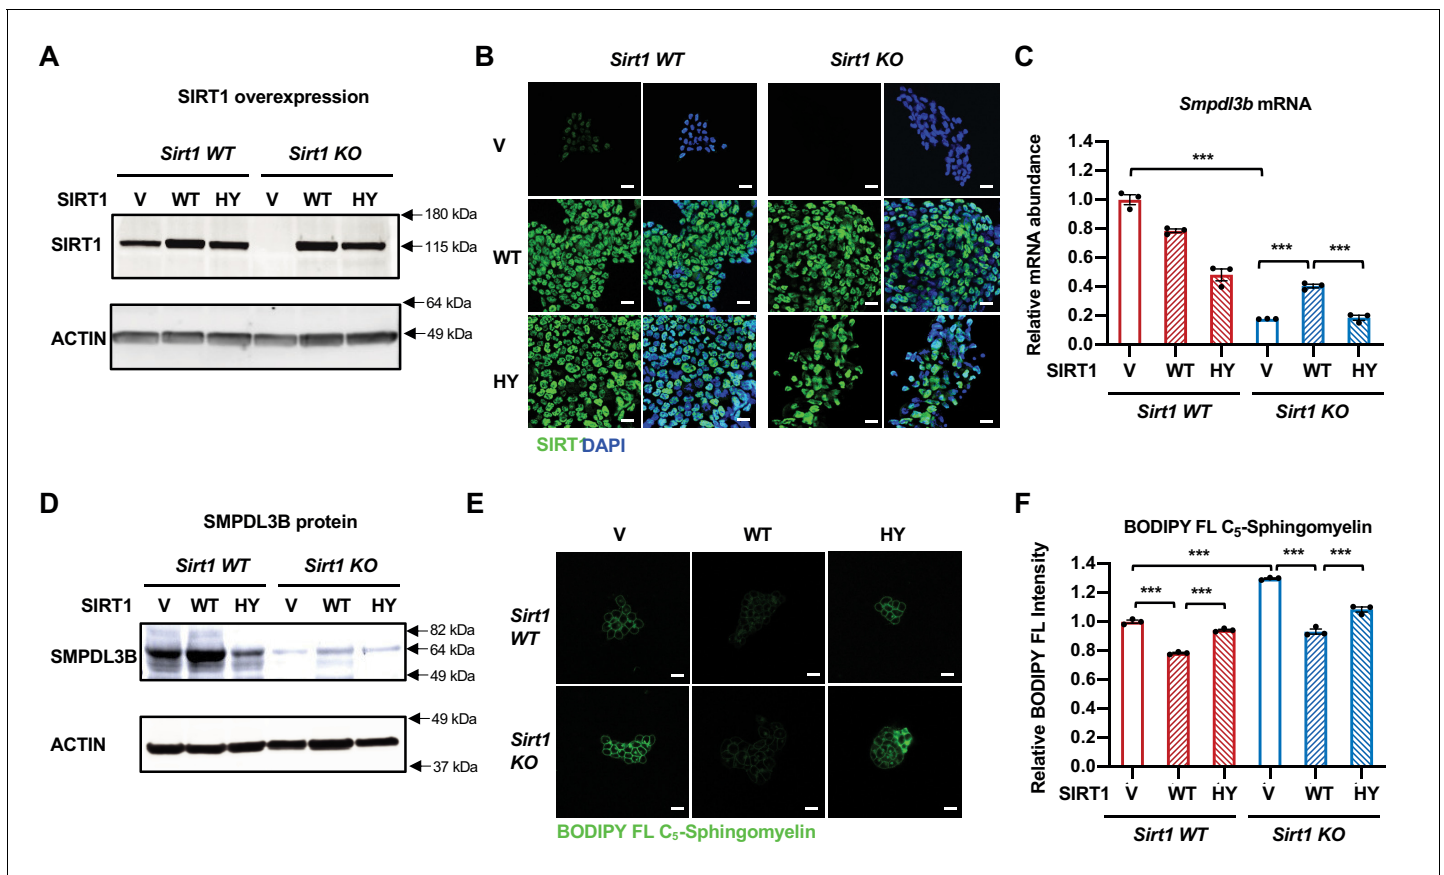 A
SIRT1 overexpression
Sirt1 WT Sirt1 KO
SIRT1 V WT HY V WT HY
180 kDa
SIRT1
115 kDa
64 kDa
ACTIN
49 kDa
B
Sirt1 WT Sirt1 KO
V
WT
HY
SIRT1 DAPI
C
Smpdl3b mRNA
Relative mRNA abundance
1.4
1.2
1.0
0.8
0.6
0.4
0.2
0.0
***
*** ***
SIRT1 V WT HY V WT HY
Sirt1 WT Sirt1 KO
D
SMPDL3B protein
Sirt1 WT Sirt1 KO
SIRT1 V WT HY V WT HY
82 kDa
SMPDL3B
64 kDa
49 kDa
49 kDa
ACTIN
37 kDa
E
V WT HY
Sirt1
WT
Sirt1
KO
BODIPY FL C₅-Sphingomyelin
F
BODIPY FL C₅-Sphingomyelin
Relative BODIPY FL Intensity
1.4
1.2
1.0
0.8
0.6
0.4
0.2
0.0
*** *** ***
*** ***
SIRT1 V WT HY V WT HY
Sirt1 WT Sirt1 KO